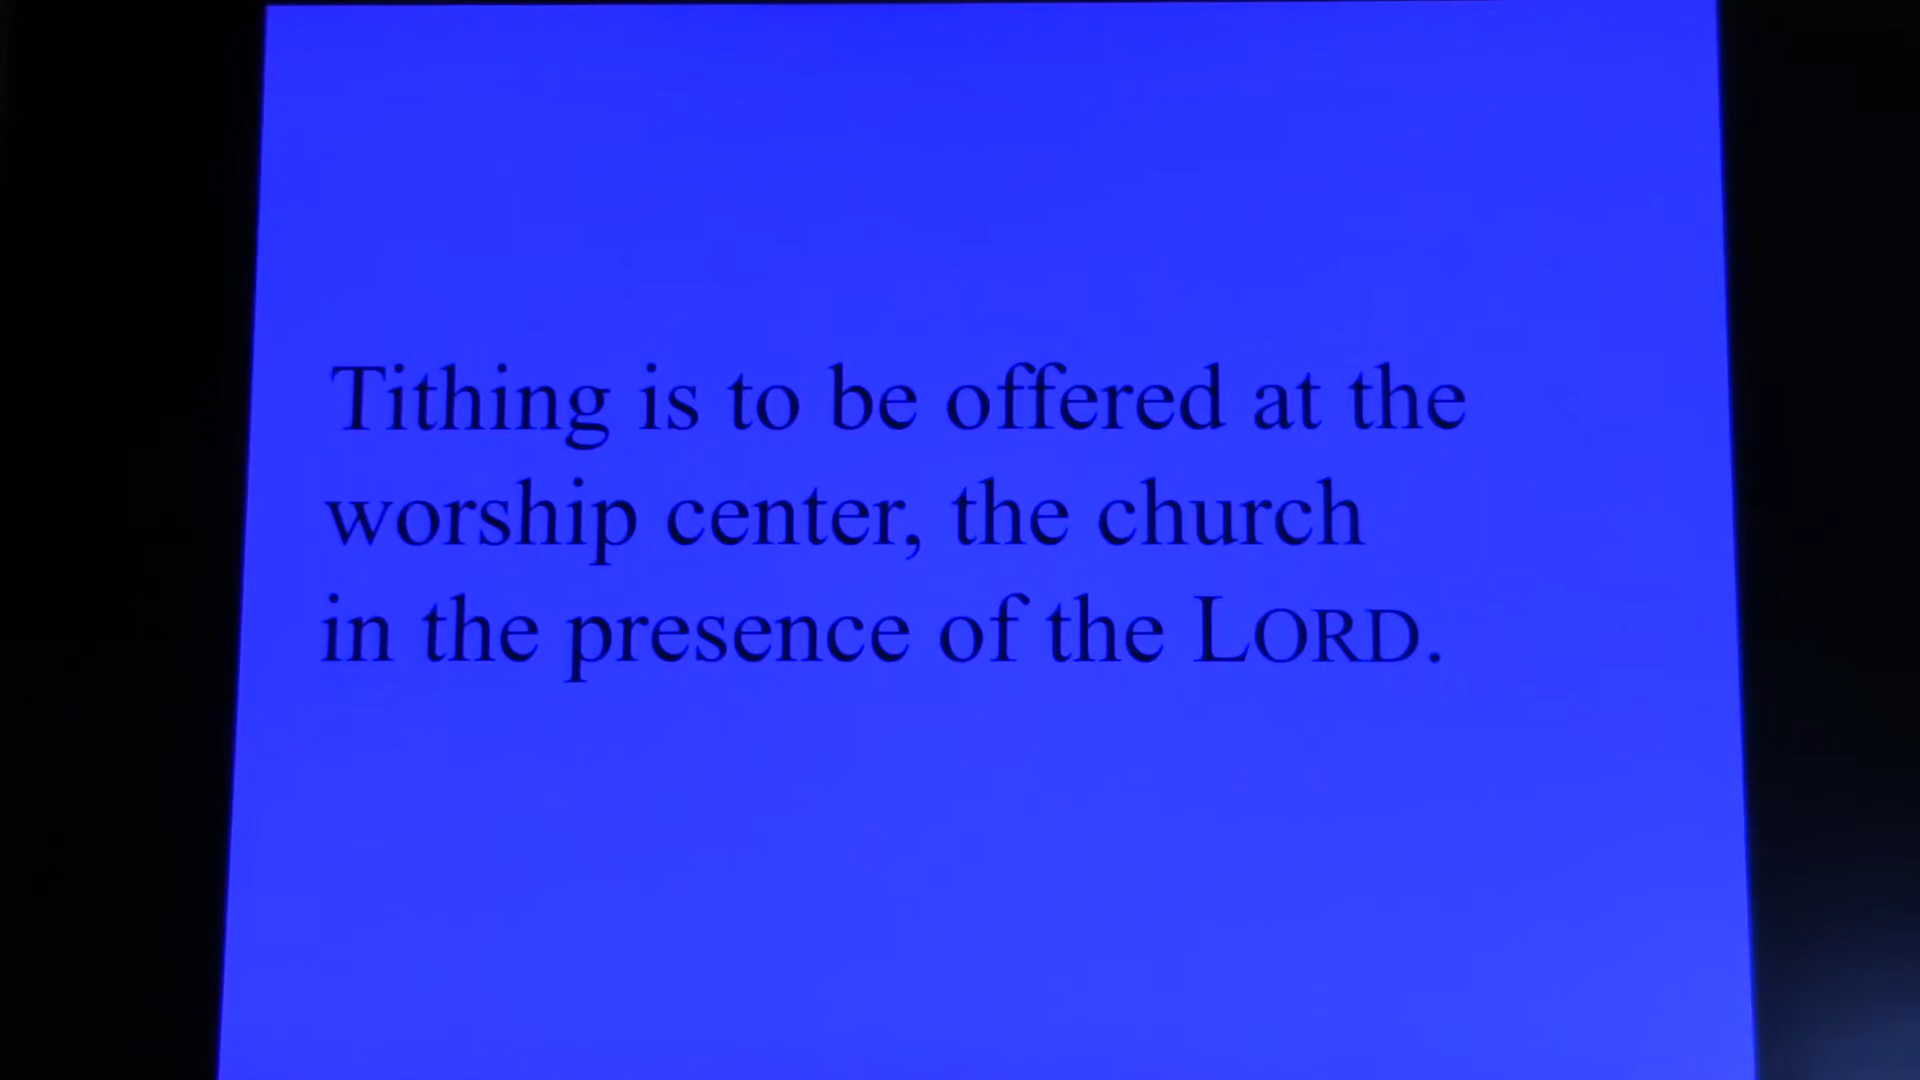 Tithing is to be offered at the
worship center, the church
in the presence of the LORD.